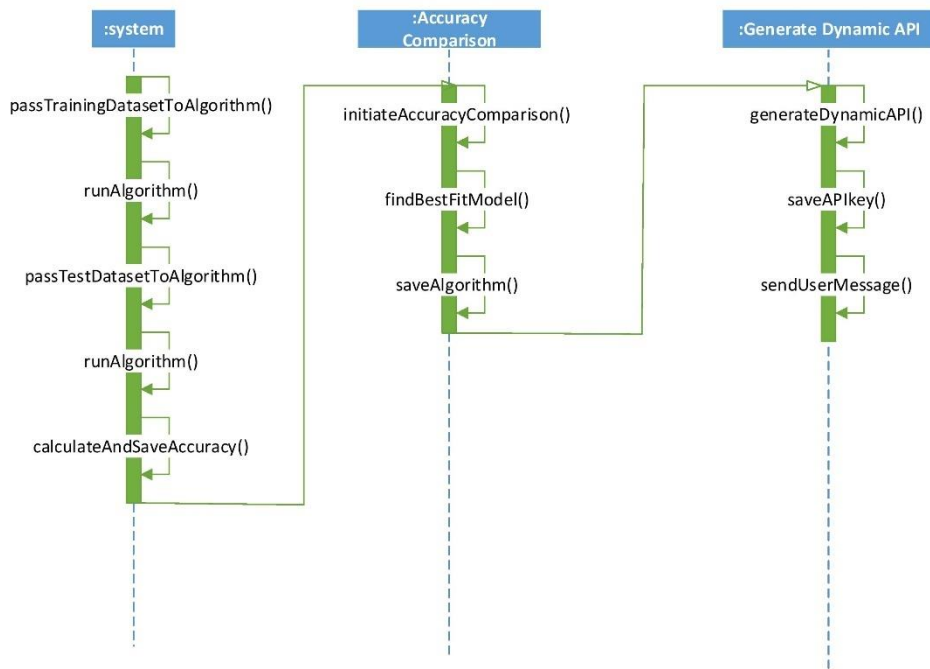 :system
:Accuracy
Comparison
:Generate Dynamic API
passTrainingDatasetToAlgorithm()
runAlgorithm()
passTestDatasetToAlgorithm()
runAlgorithm()
calculateAndSaveAccuracy()
initiateAccuracyComparison()
findBestFitModel()
saveAlgorithm()
generateDynamicAPI()
saveAPIkey()
sendUserMessage()